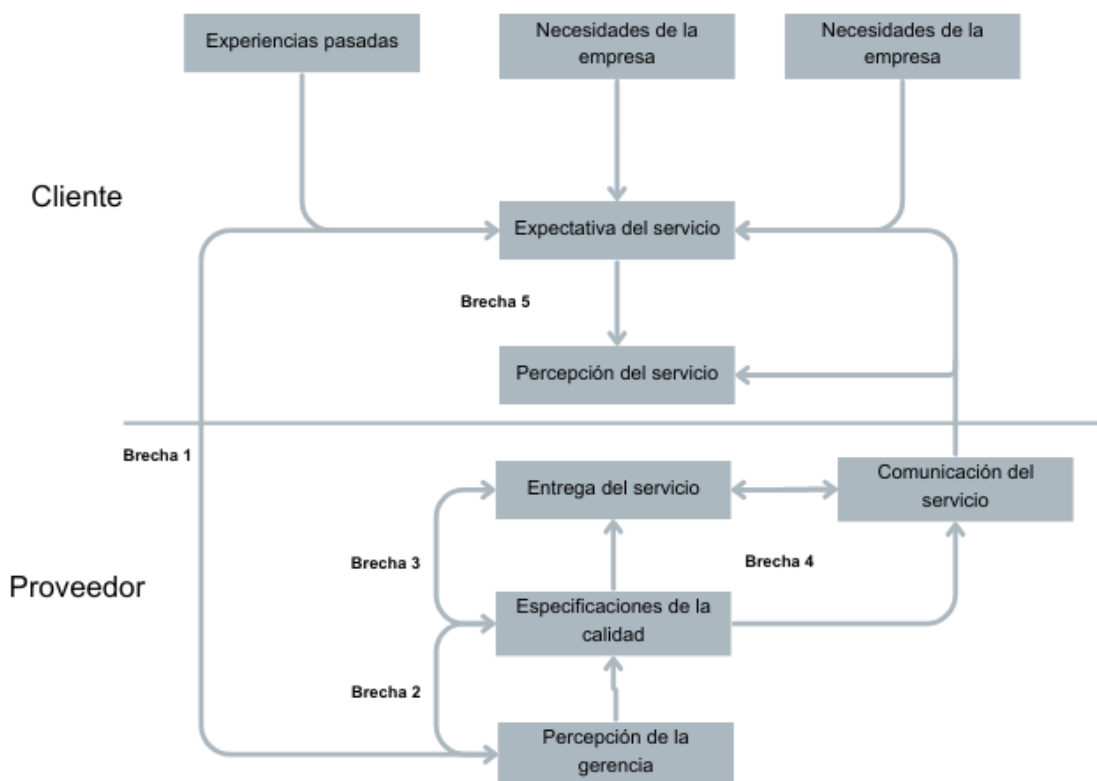 Experiencias pasadas
Necesidades de la
empresa
Necesidades de la
empresa
Cliente
Expectativa del servicio
Brecha 5
Percepción del servicio
Brecha 1
Entrega del servicio
Comunicación del
servicio
Brecha 3
Brecha 4
Proveedor
Especificaciones de la
calidad
Brecha 2
Percepción de la
gerencia